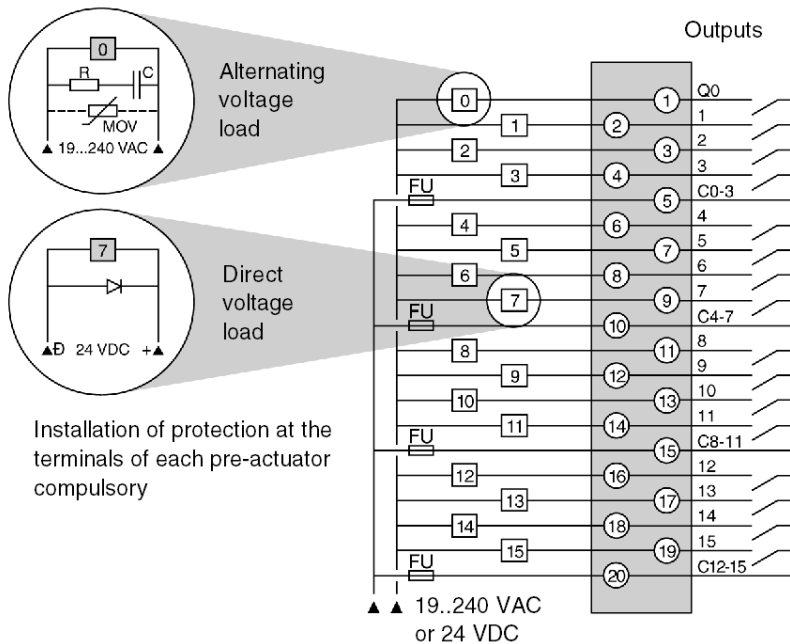 Outputs
0
R
C
MOV
19...240 VAC
Alternating
voltage
load
7
Ð 24 VDC +
Direct
voltage
load
Installation of protection at the
terminals of each pre-actuator
compulsory
0 1 Q0
1 2 1
2 3 2
3 4 3
FU 5 C0-3
4 6 4
5 7 5
6 8 6
7 9 7
FU 10 C4-7
8 11 8
9 12 9
10 13 10
11 14 11
FU 15 C8-11
12 16 12
13 17 13
14 18 14
15 19 15
FU 20 C12-15
19..240 VAC
or 24 VDC